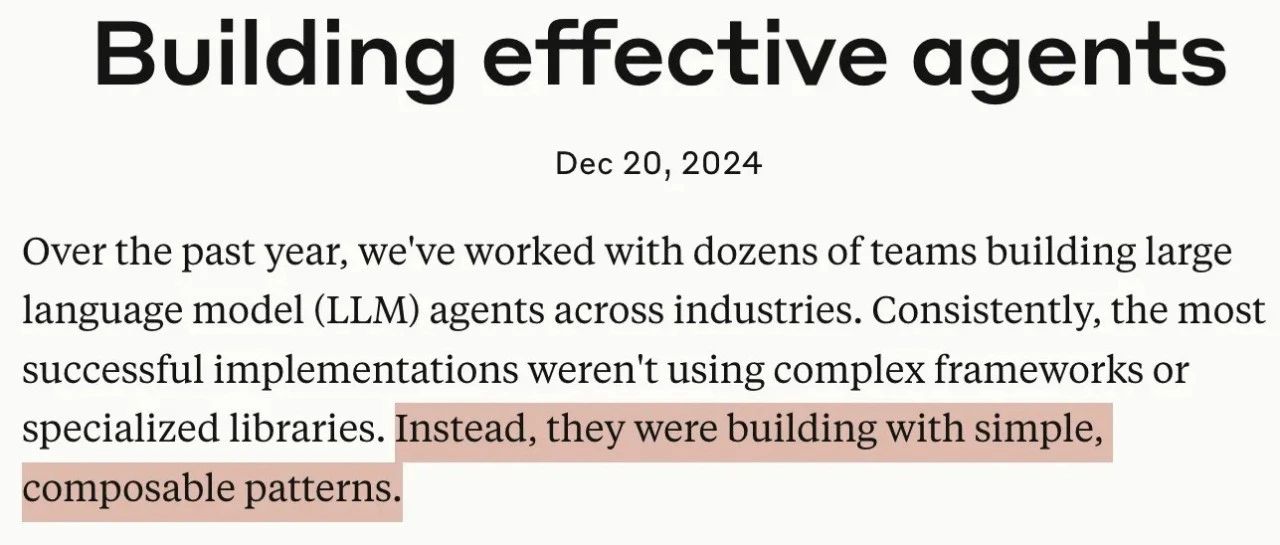 Building effective agents
Dec 20, 2024
Over the past year, we've worked with dozens of teams building large
language model (LLM) agents across industries. Consistently, the most
successful implementations weren't using complex frameworks or
specialized libraries. Instead, they were building with simple,
composable patterns.